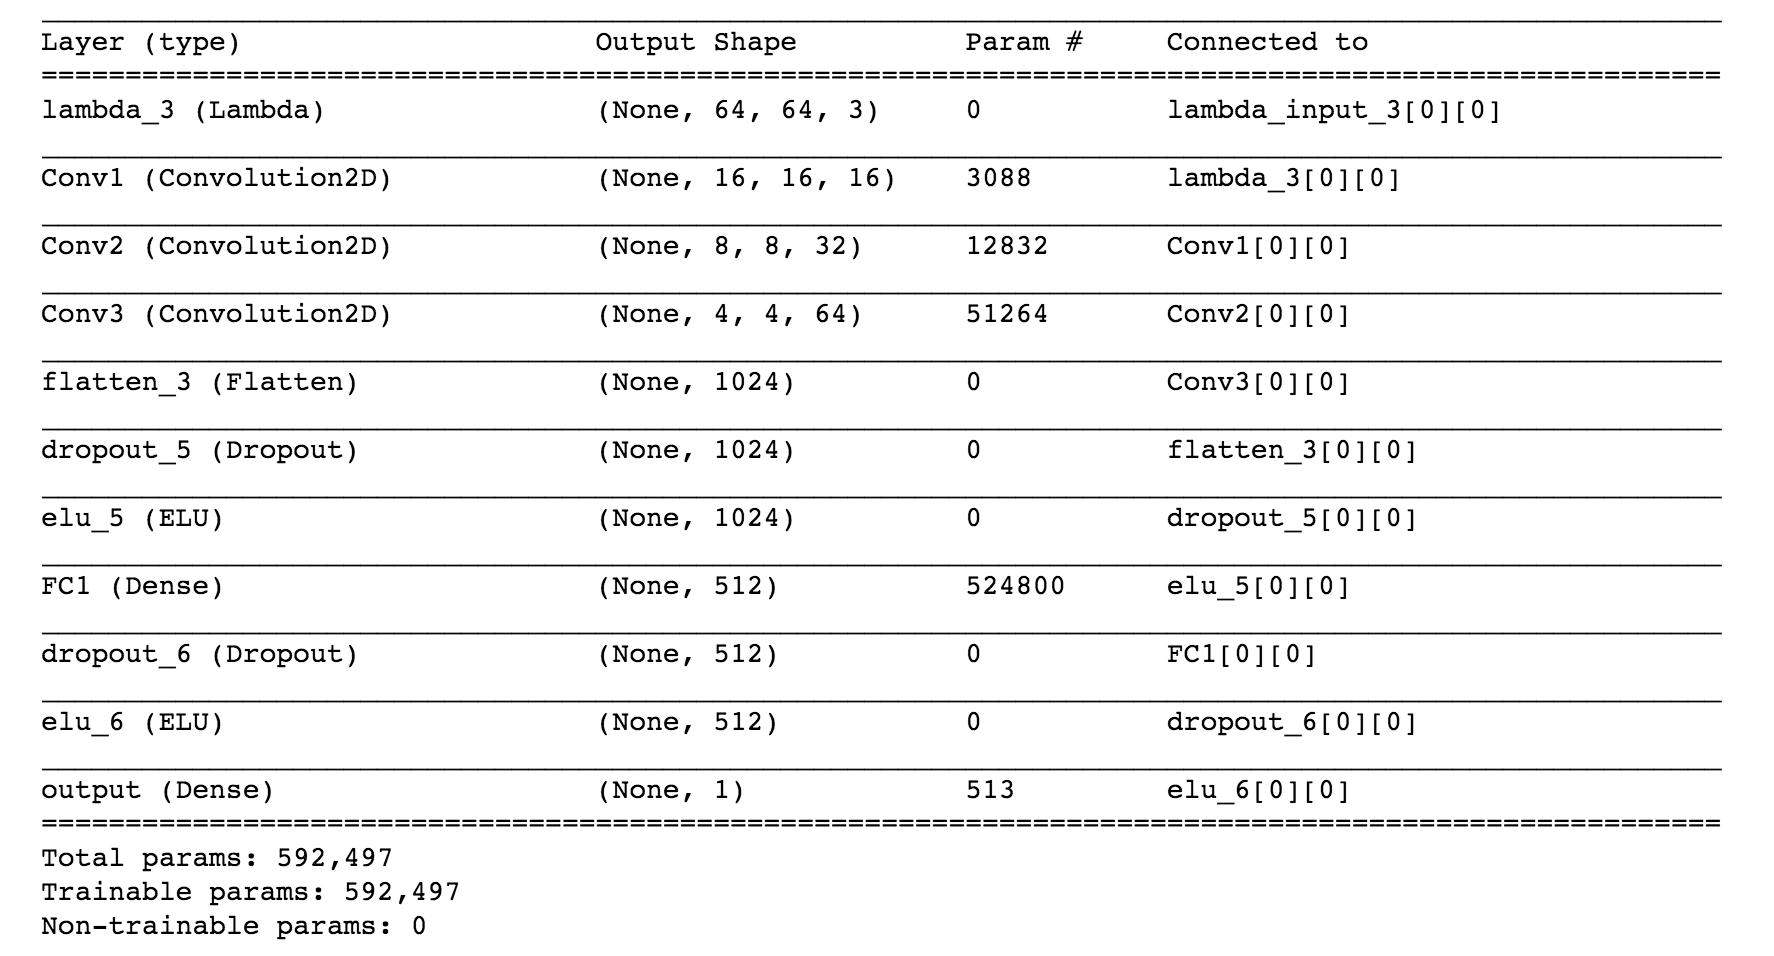 Layer (type) Output Shape Param # Connected to
====================================================================================================
lambda_3 (Lambda) (None, 64, 64, 3) 0 lambda_input_3[0][0]
Conv1 (Convolution2D) (None, 16, 16, 16) 3088 lambda_3[0][0]
Conv2 (Convolution2D) (None, 8, 8, 32) 12832 Conv1[0][0]
Conv3 (Convolution2D) (None, 4, 4, 64) 51264 Conv2[0][0]
flatten_3 (Flatten) (None, 1024) 0 Conv3[0][0]
dropout_5 (Dropout) (None, 1024) 0 flatten_3[0][0]
elu_5 (ELU) (None, 1024) 0 dropout_5[0][0]
FC1 (Dense) (None, 512) 524800 elu_5[0][0]
dropout_6 (Dropout) (None, 512) 0 FC1[0][0]
elu_6 (ELU) (None, 512) 0 dropout_6[0][0]
output (Dense) (None, 1) 513 elu_6[0][0]
====================================================================================================
Total params: 592,497
Trainable params: 592,497
Non-trainable params: 0